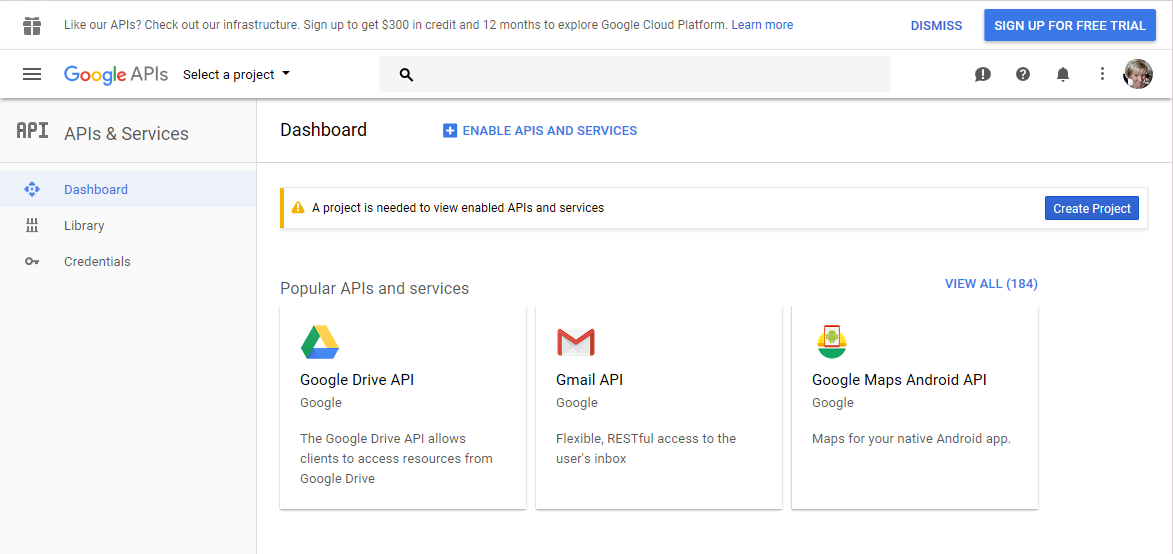 Like our APIs? Check out our infrastructure. Sign up to get $300 in credit and 12 months to explore Google Cloud Platform. Learn more
DISMISS
SIGN UP FOR FREE TRIAL
Google APIs
Select a project
API
APIs & Services
Dashboard
Library
Credentials
Dashboard
ENABLE APIS AND SERVICES
A project is needed to view enabled APIs and services
Create Project
Popular APIs and services
VIEW ALL (184)
Google Drive API
Google
The Google Drive API allows
clients to access resources from
Google Drive
Gmail API
Google
Flexible, RESTful access to the
user's inbox
Google Maps Android API
Google
Maps for your native Android app.